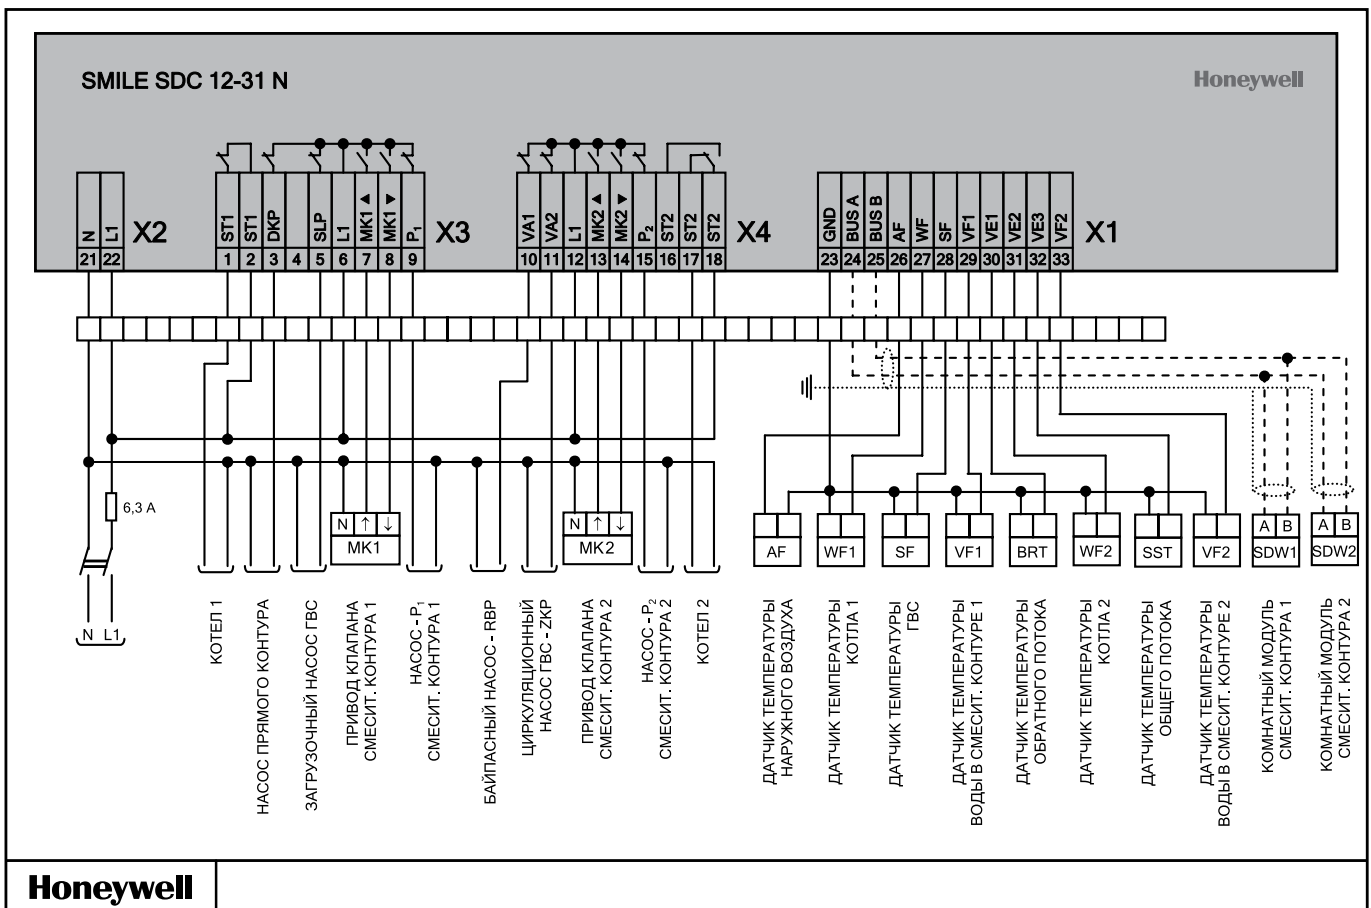 SMILE SDC 12-31 N
Honeywell
N
L1
X2
21
22
ST1
ST1
DKP
SLP
L1
MK1 ▲
MK1 ▼
P₁
X3
1
2
3
4
5
6
7
8
9
VA1
VA2
L1
MK2 ▲
MK2 ▼
P₂
ST2
ST2
ST2
X4
10
11
12
13
14
15
16
17
18
GND
BUS A
BUS B
AF
WF
SF
VF1
VE1
VE2
VE3
VF2
X1
23
24
25
26
27
28
29
30
31
32
33
6,3 A
N ↑ ↓
MK1
N ↑ ↓
MK2
AF
WF1
SF
VF1
BRT
WF2
SST
VF2
A B
SDW1
A B
SDW2
N L1
КОТЕЛ 1
НАСОС ПРЯМОГО КОНТУРА
ЗАГРУЗОЧНЫЙ НАСОС ГВС
ПРИВОД КЛАПАНА
СМЕСИТ. КОНТУРА 1
НАСОС - P₁
СМЕСИТ. КОНТУРА 1
БАЙПАСНЫЙ НАСОС - RBP
ЦИРКУЛЯЦИОННЫЙ
НАСОС ГВС - ZKP
ПРИВОД КЛАПАНА
СМЕСИТ. КОНТУРА 2
НАСОС - P₂
СМЕСИТ. КОНТУРА 2
КОТЕЛ 2
ДАТЧИК ТЕМПЕРАТУРЫ
НАРУЖНОГО ВОЗДУХА
ДАТЧИК ТЕМПЕРАТУРЫ
КОТЛА 1
ДАТЧИК ТЕМПЕРАТУРЫ
ГВС
ДАТЧИК ТЕМПЕРАТУРЫ
ВОДЫ В СМЕСИТ. КОНТУРЕ 1
ДАТЧИК ТЕМПЕРАТУРЫ
ОБРАТНОГО ПОТОКА
ДАТЧИК ТЕМПЕРАТУРЫ
КОТЛА 2
ДАТЧИК ТЕМПЕРАТУРЫ
ОБЩЕГО ПОТОКА
ДАТЧИК ТЕМПЕРАТУРЫ
ВОДЫ В СМЕСИТ. КОНТУРЕ 2
КОМНАТНЫЙ МОДУЛЬ
СМЕСИТ. КОНТУРА 1
КОМНАТНЫЙ МОДУЛЬ
СМЕСИТ. КОНТУРА 2
Honeywell